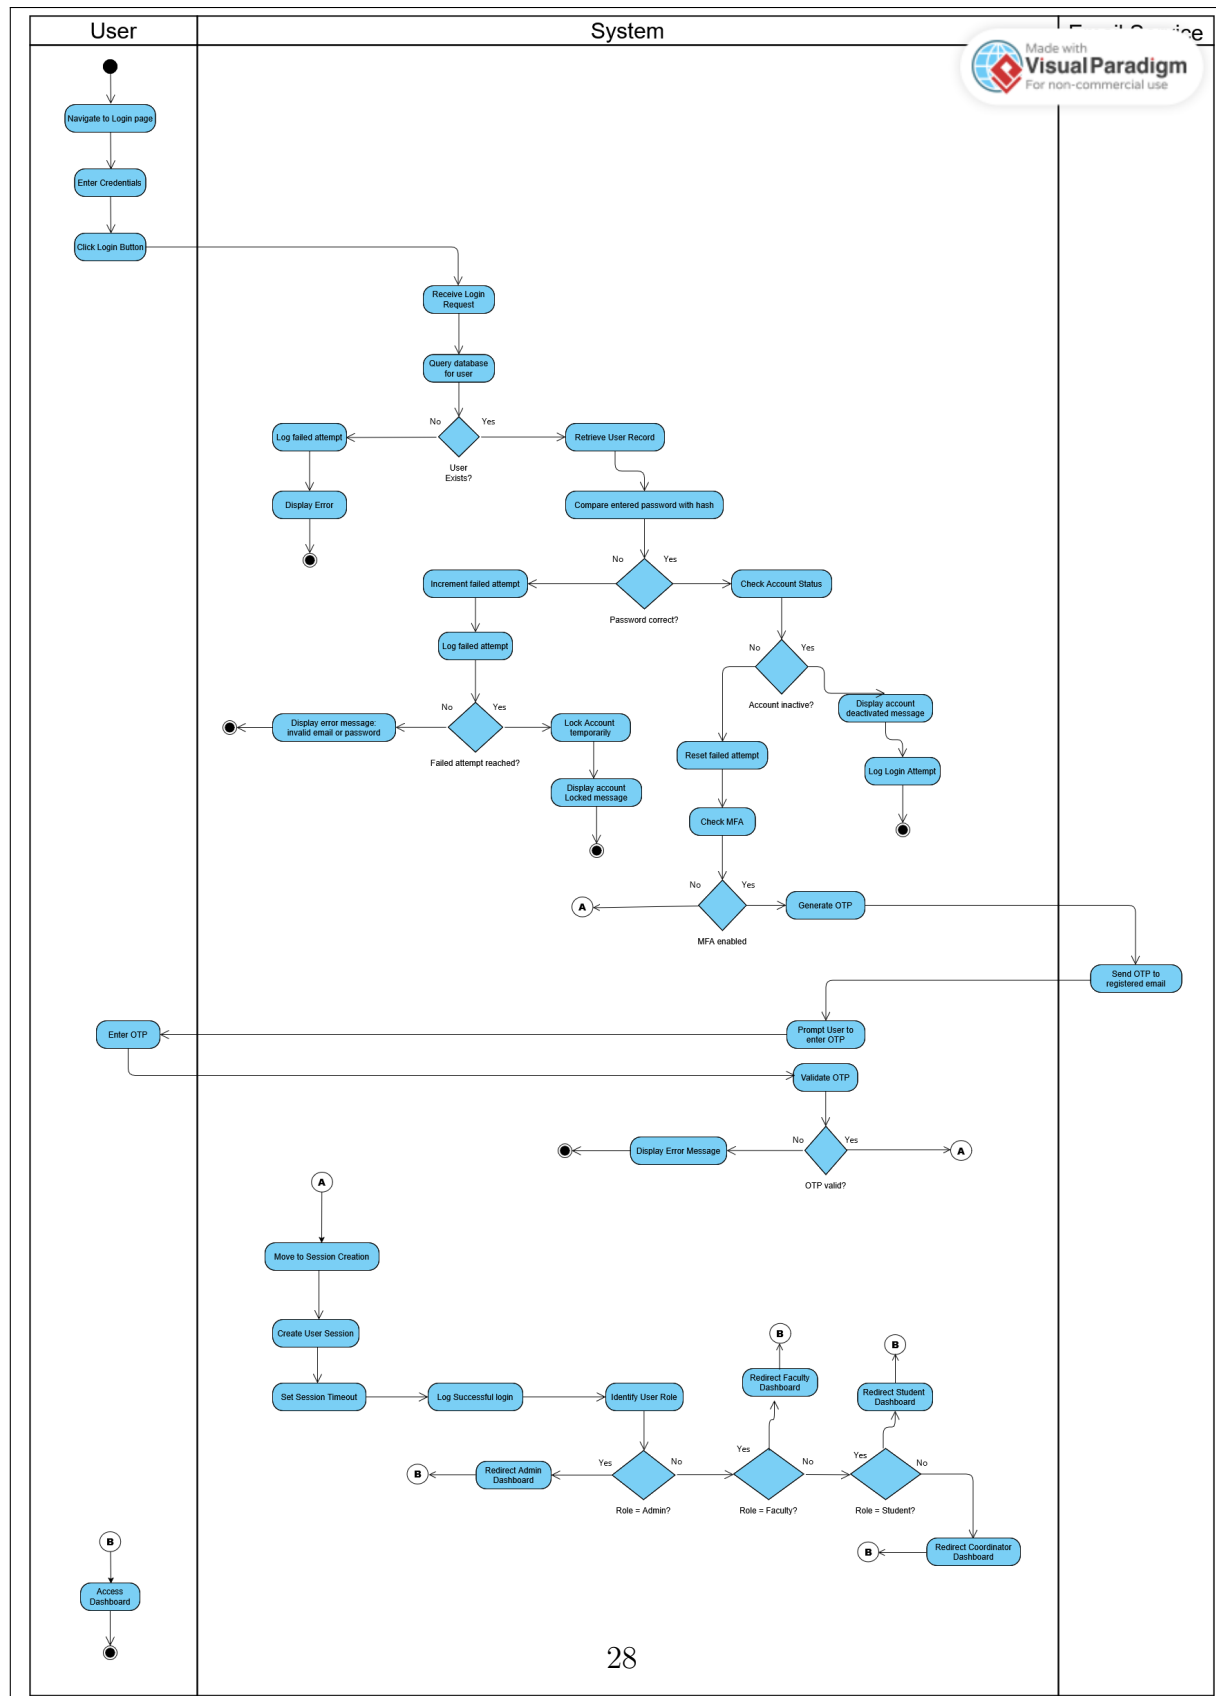 User
System
Made with
Visual Paradigm
For non-commercial use
Navigate to Login page
Enter Credentials
Click Login Button
Receive Login
Request
Query database
for user
No
Yes
User
Exists?
Log failed attempt
Retrieve User Record
Display Error
Compare entered password with hash
No
Yes
Password correct?
Increment failed attempt
Check Account Status
Log failed attempt
No
Yes
Account inactive?
Display account
deactivated message
No
Yes
Failed attempt reached?
Display error message:
invalid email or password
Lock Account
temporarily
Reset failed attempt
Log Login Attempt
Display account
Locked message
Check MFA
No
Yes
MFA enabled
A
Generate OTP
Send OTP to
registered email
Prompt User to
enter OTP
Enter OTP
Validate OTP
No
Yes
OTP valid?
Display Error Message
A
A
Move to Session Creation
Create User Session
B
B
Redirect Faculty
Dashboard
Redirect Student
Dashboard
Set Session Timeout
Log Successful login
Identify User Role
Yes
No
Role = Admin?
Yes
No
Role = Faculty?
Yes
No
Role = Student?
B
Redirect Admin
Dashboard
B
Redirect Coordinator
Dashboard
B
Access
Dashboard
28